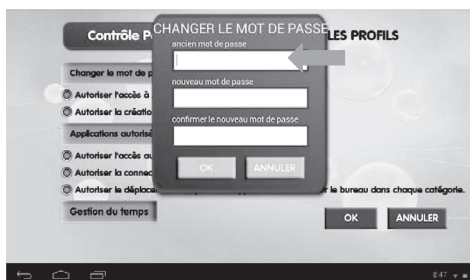 Contrôle P
LES PROFILS
CHANGER LE MOT DE PASSE
ancien mot de passe
nouveau mot de passe
confirmer le nouveau mot de passe
OK ANNULER
Changer le mot de p
Autoriser l'accès à
Autoriser la créatio
Applications autorisé
Autoriser l'accès au
Autoriser la connec
Autoriser le déplace
r le bureau dans chaque catégorie.
Gestion du temps
OK ANNULER
8:47